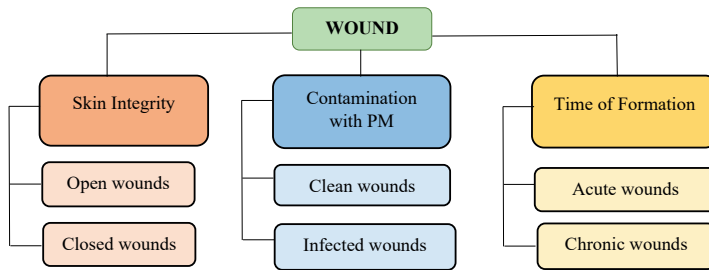 WOUND
Skin Integrity
Open wounds
Closed wounds
Contamination
with PM
Clean wounds
Infected wounds
Time of Formation
Acute wounds
Chronic wounds